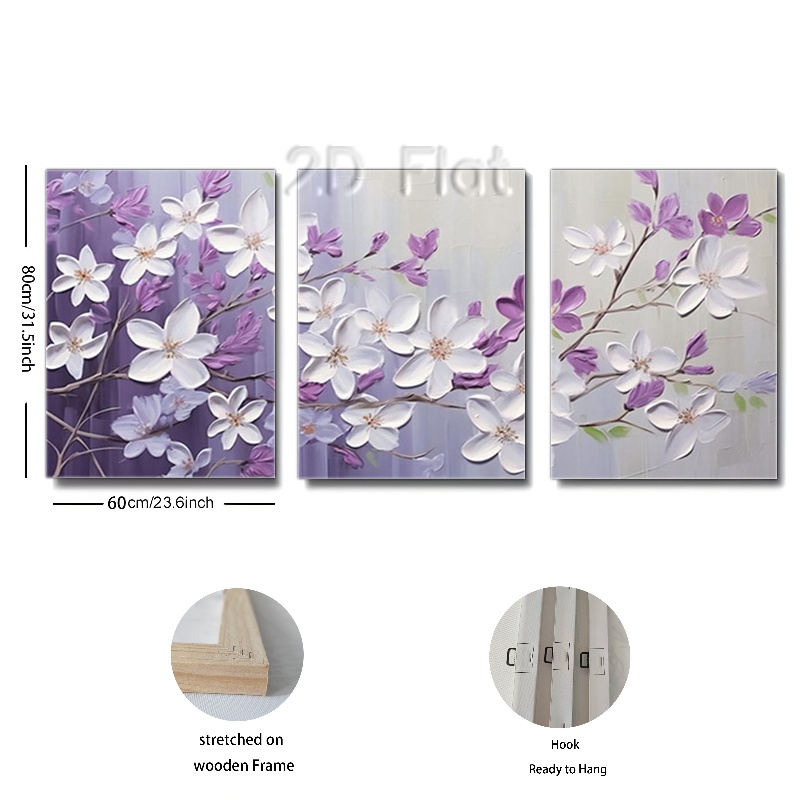 2D Flat
80cm/31.5inch
60cm/23.6inch
stretched on
wooden Frame
Hook
Ready to Hang